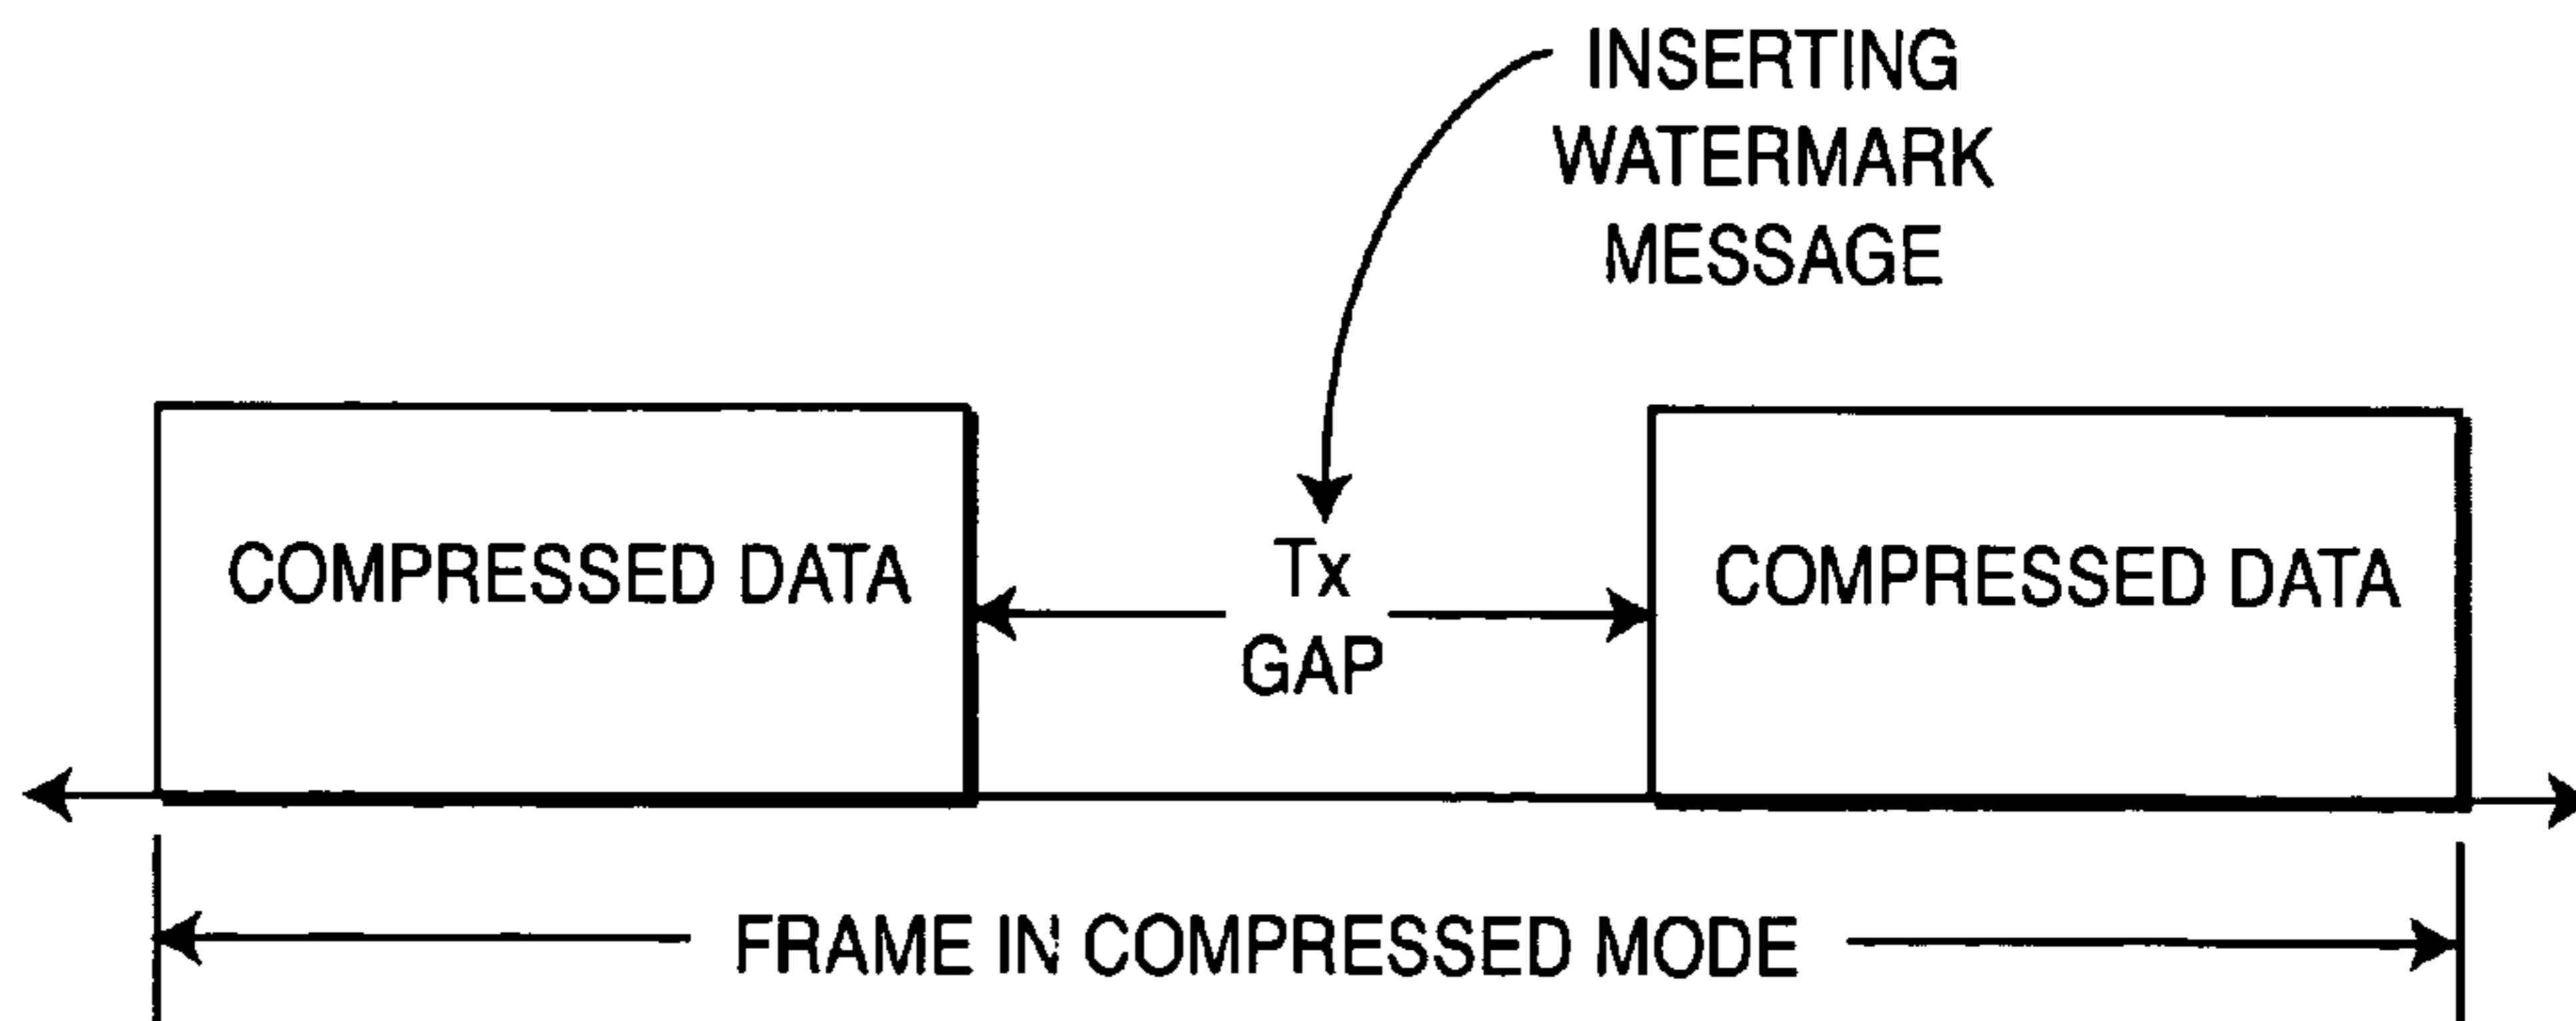 INSERTING
WATERMARK
MESSAGE
COMPRESSED DATA
Tx
GAP
COMPRESSED DATA
FRAME IN COMPRESSED MODE